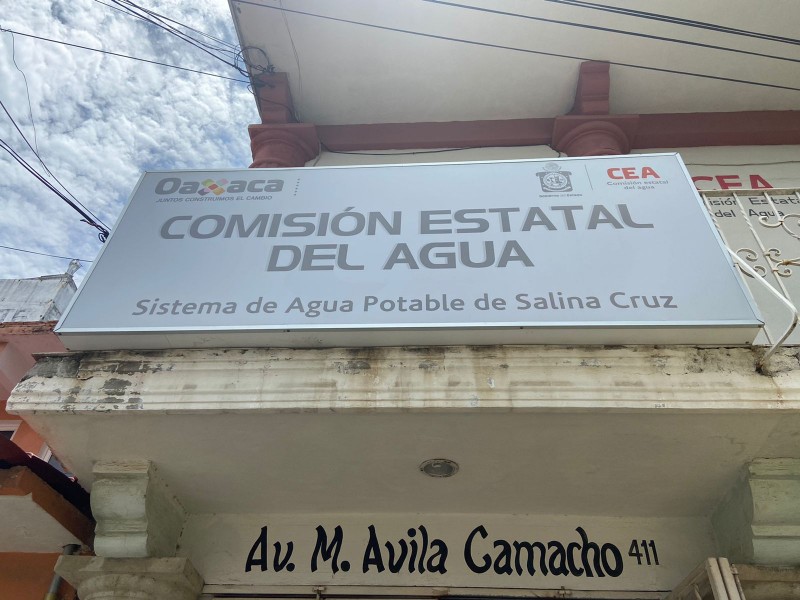 Oaxaca
JUNTOS CONSTRUIMOS EL CAMBIO
CEA
Comisión estatal
del agua
COMISIÓN ESTATAL
DEL AGUA
Sistema de Agua Potable de Salina Cruz
CEA
Estatal
del Agua
Av. M. Avila Camacho 411